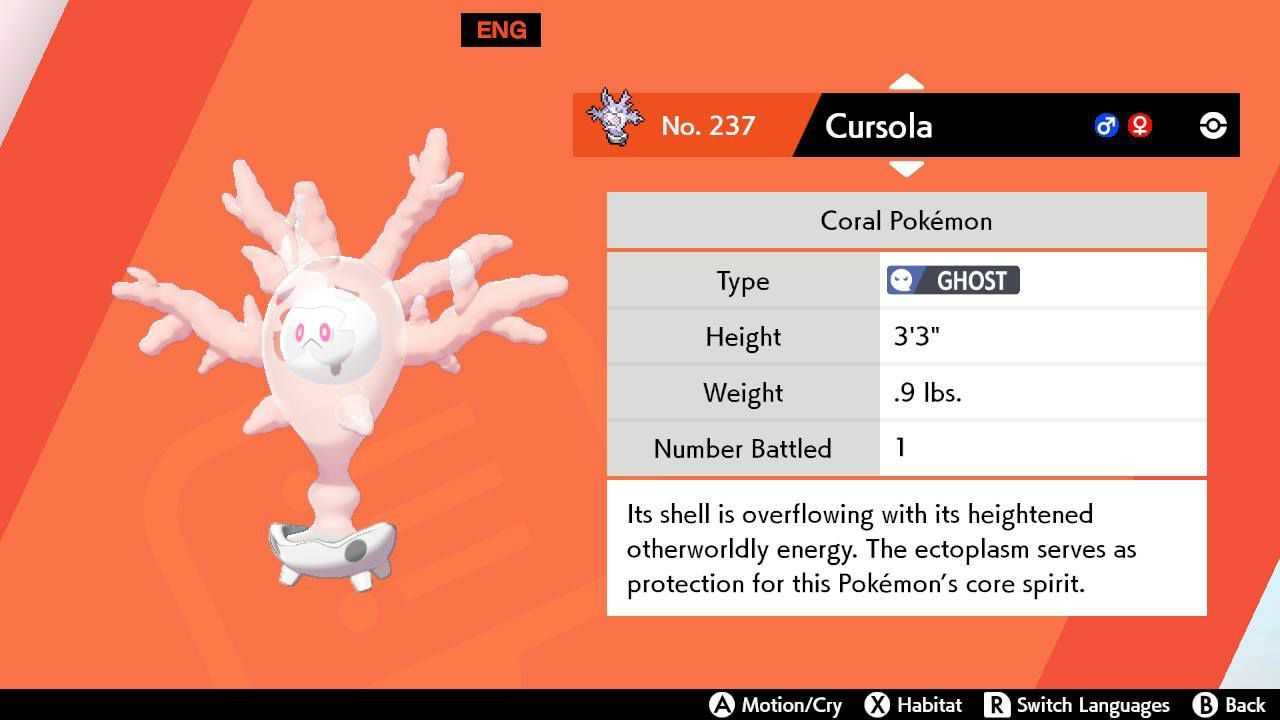 ENG
No. 237 Cursola ♂ ♀
Coral Pokémon
Type GHOST
Height 3'3"
Weight .9 lbs.
Number Battled 1
Its shell is overflowing with its heightened
otherworldly energy. The ectoplasm serves as
protection for this Pokémon's core spirit.
A Motion/Cry X Habitat R Switch Languages B Back